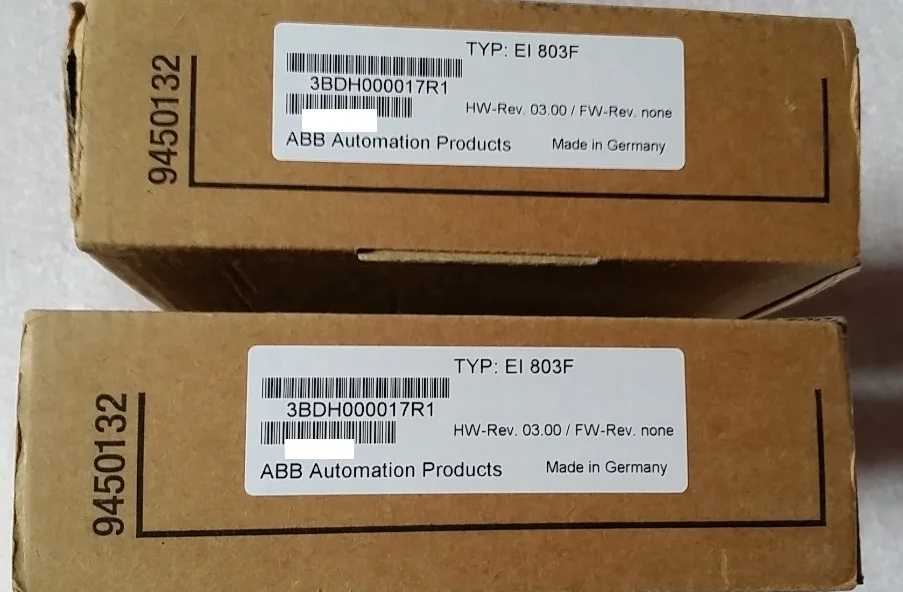 9450132
TYP: EI 803F
3BDH000017R1
HW-Rev. 03.00 / FW-Rev. none
ABB Automation Products
Made in Germany
9450132
TYP: EI 803F
3BDH000017R1
HW-Rev. 03.00 / FW-Rev. none
ABB Automation Products
Made in Germany